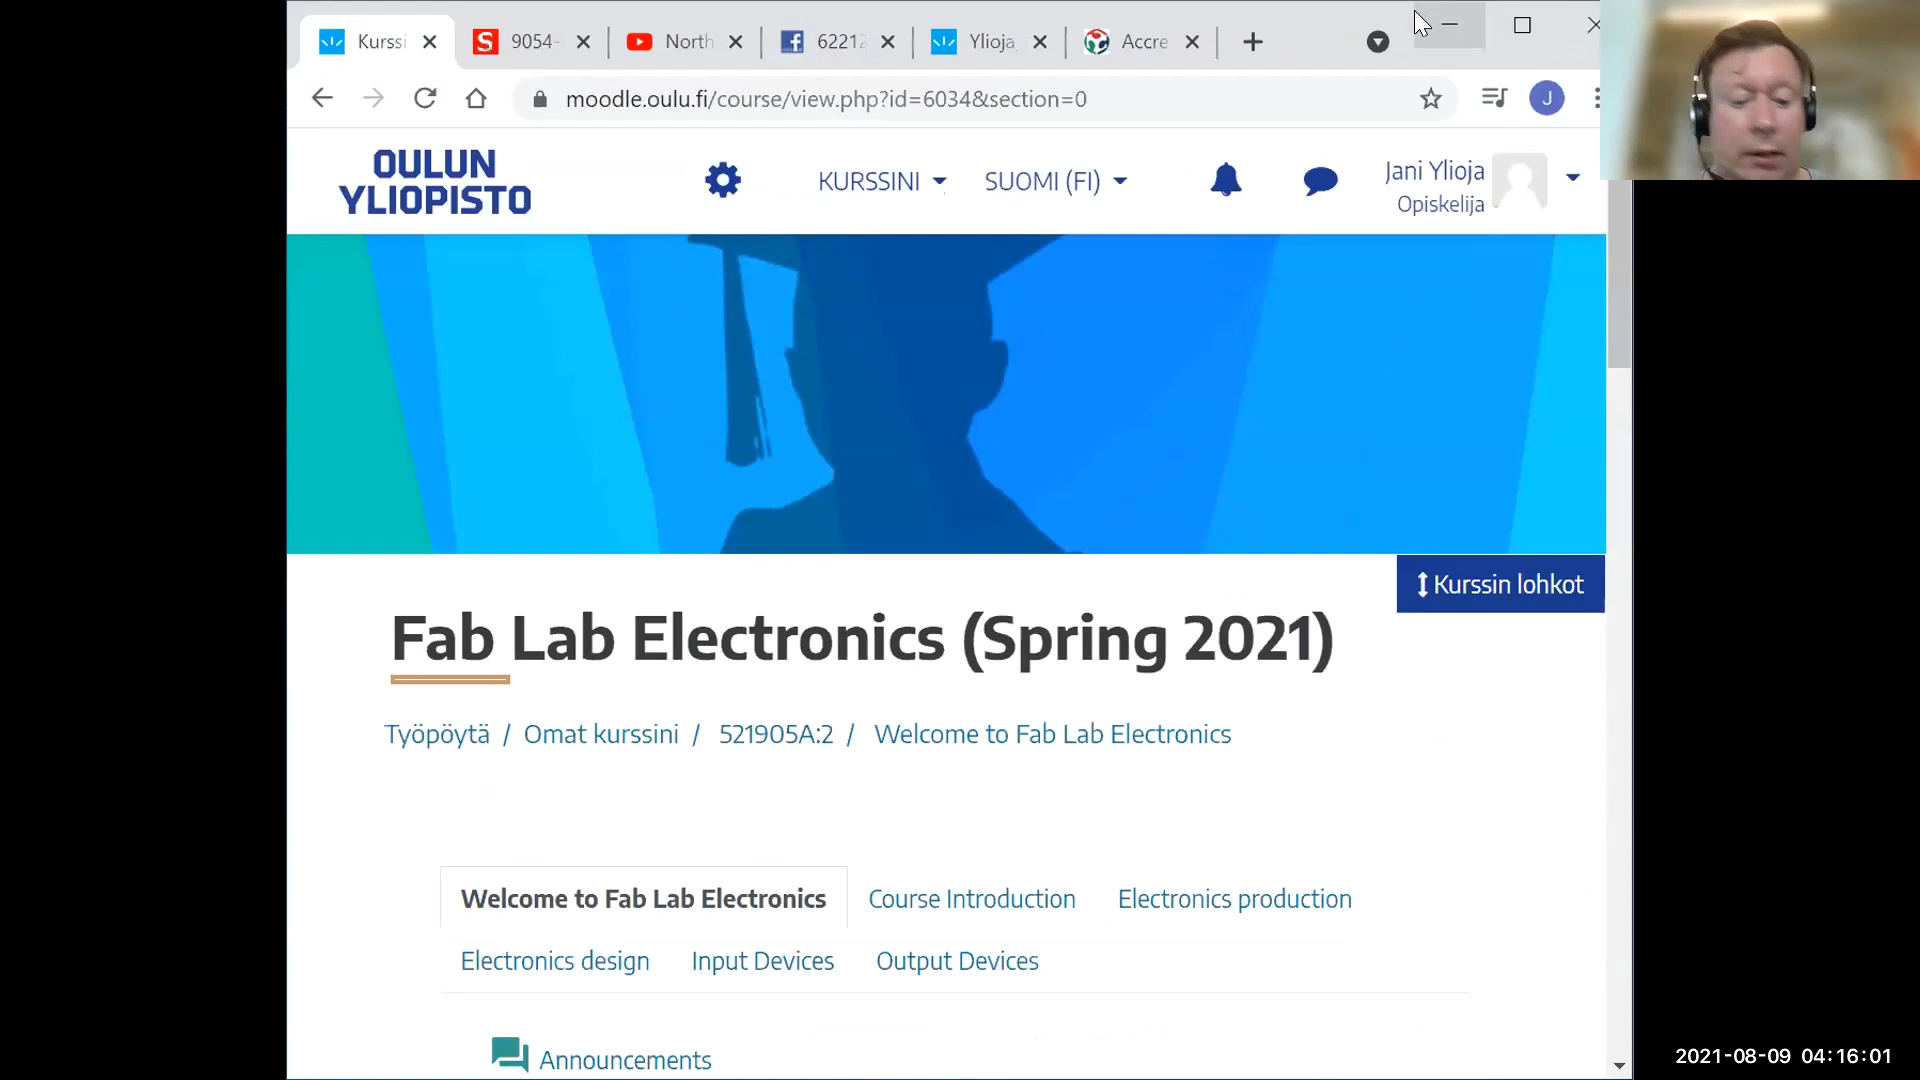 Kurssi
9054-
North
62212
Ylioja
Accre
moodle.oulu.fi/course/view.php?id=6034&section=0
J
OULUN
YLIOPISTO
KURSSINI
SUOMI (FI)
Jani Ylioja
Opiskelija
Kurssin lohkot
Fab Lab Electronics (Spring 2021)
Työpöytä / Omat kurssini / 521905A:2 / Welcome to Fab Lab Electronics
Welcome to Fab Lab Electronics Course Introduction Electronics production
Electronics design Input Devices Output Devices
Announcements
2021-08-09 04:16:01